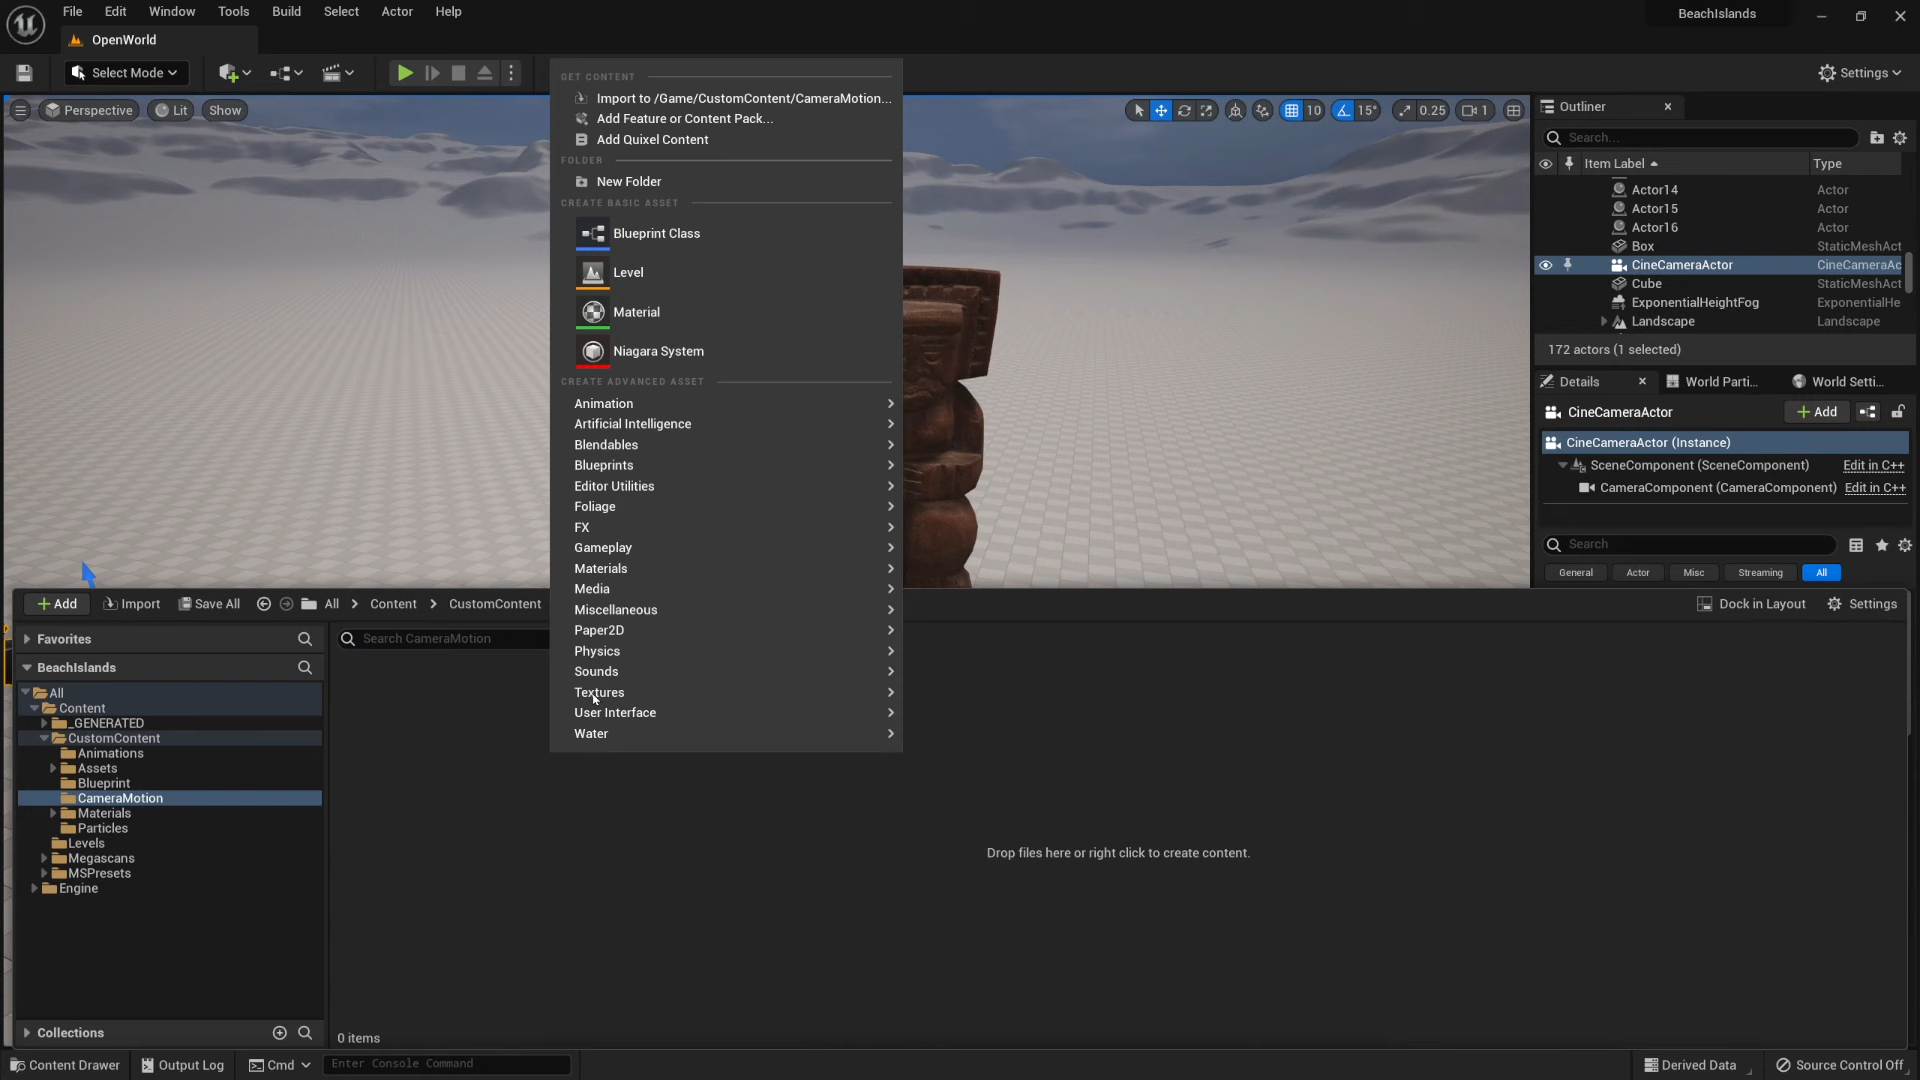 File Edit Window Tools Build Select Actor Help
BeachIslands
OpenWorld
Select Mode
Settings
Perspective Lit Show
10 15° 0.25 1
GET CONTENT
Import to /Game/CustomContent/CameraMotion...
Add Feature or Content Pack...
Add Quixel Content
FOLDER
New Folder
CREATE BASIC ASSET
Blueprint Class
Level
Material
Niagara System
CREATE ADVANCED ASSET
Animation
Artificial Intelligence
Blendables
Blueprints
Editor Utilities
Foliage
FX
Gameplay
Materials
Media
Miscellaneous
Paper2D
Physics
Sounds
Textures
User Interface
Water
Outliner
Search...
Item Label Type
Actor14 Actor
Actor15 Actor
Actor16 Actor
Box StaticMeshAct
CineCameraActor CineCameraAc
Cube StaticMeshAct
ExponentialHeightFog ExponentialHe
Landscape Landscape
172 actors (1 selected)
Details World Parti... World Setti...
CineCameraActor Add
CineCameraActor (Instance)
SceneComponent (SceneComponent) Edit in C++
CameraComponent (CameraComponent) Edit in C++
Search
General Actor Misc Streaming All
Add Import Save All All Content CustomContent
Dock in Layout Settings
Favorites
BeachIslands
All
Content
_GENERATED
CustomContent
Animations
Assets
Blueprint
CameraMotion
Materials
Particles
Levels
Megascans
MSPresets
Engine
Collections
Search CameraMotion
Drop files here or right click to create content.
0 items
Content Drawer Output Log Cmd Enter Console Command
Derived Data Source Control Off